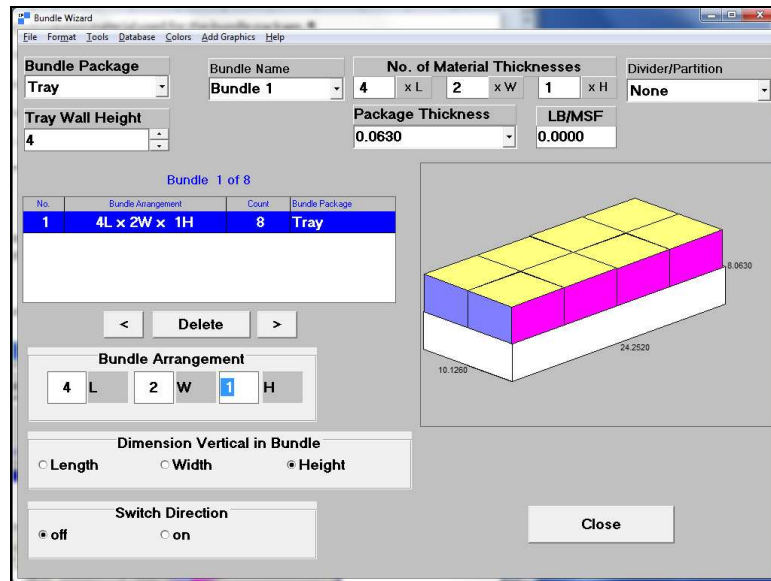 Bundle Wizard
File Format Tools Database Colors Add Graphics Help
Bundle Package
Tray
Bundle Name
Bundle 1
No. of Material Thicknesses
4 x L 2 x W 1 x H
Divider/Partition
None
Tray Wall Height
4
Package Thickness
0.0630
LB/MSF
0.0000
Bundle 1 of 8
No. Bundle Arrangement Count Bundle Package
1 4L x 2W x 1H 8 Tray
< Delete >
Bundle Arrangement
4 L 2 W 1 H
Dimension Vertical in Bundle
Length Width Height
Switch Direction
off on
8.0630
24.2520
10.1260
Close